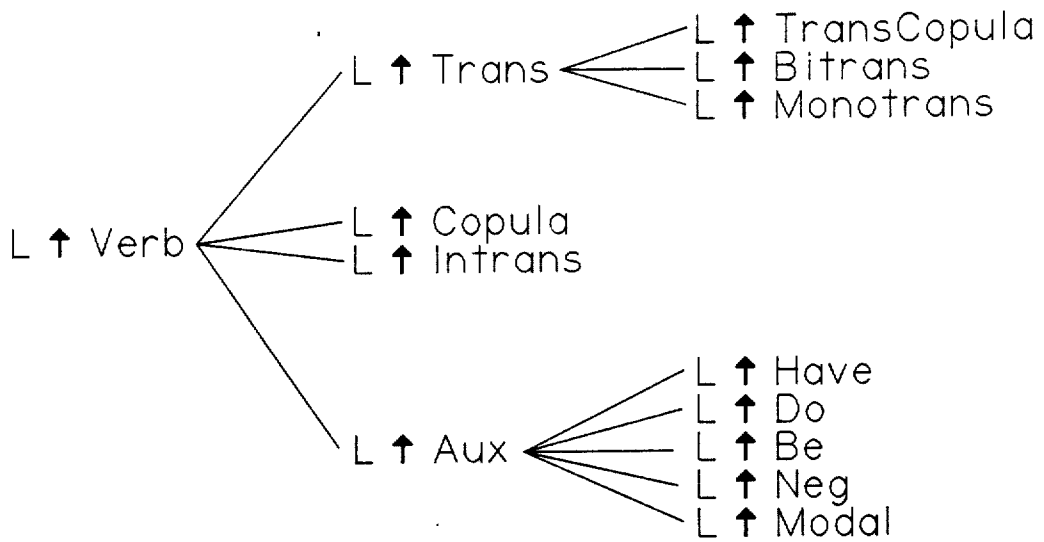 L ↑ TransCopula
L ↑ Trans
L ↑ Bitrans
L ↑ Monotrans
L ↑ Copula
L ↑ Verb
L ↑ Intrans
L ↑ Have
L ↑ Do
L ↑ Aux
L ↑ Be
L ↑ Neg
L ↑ Modal